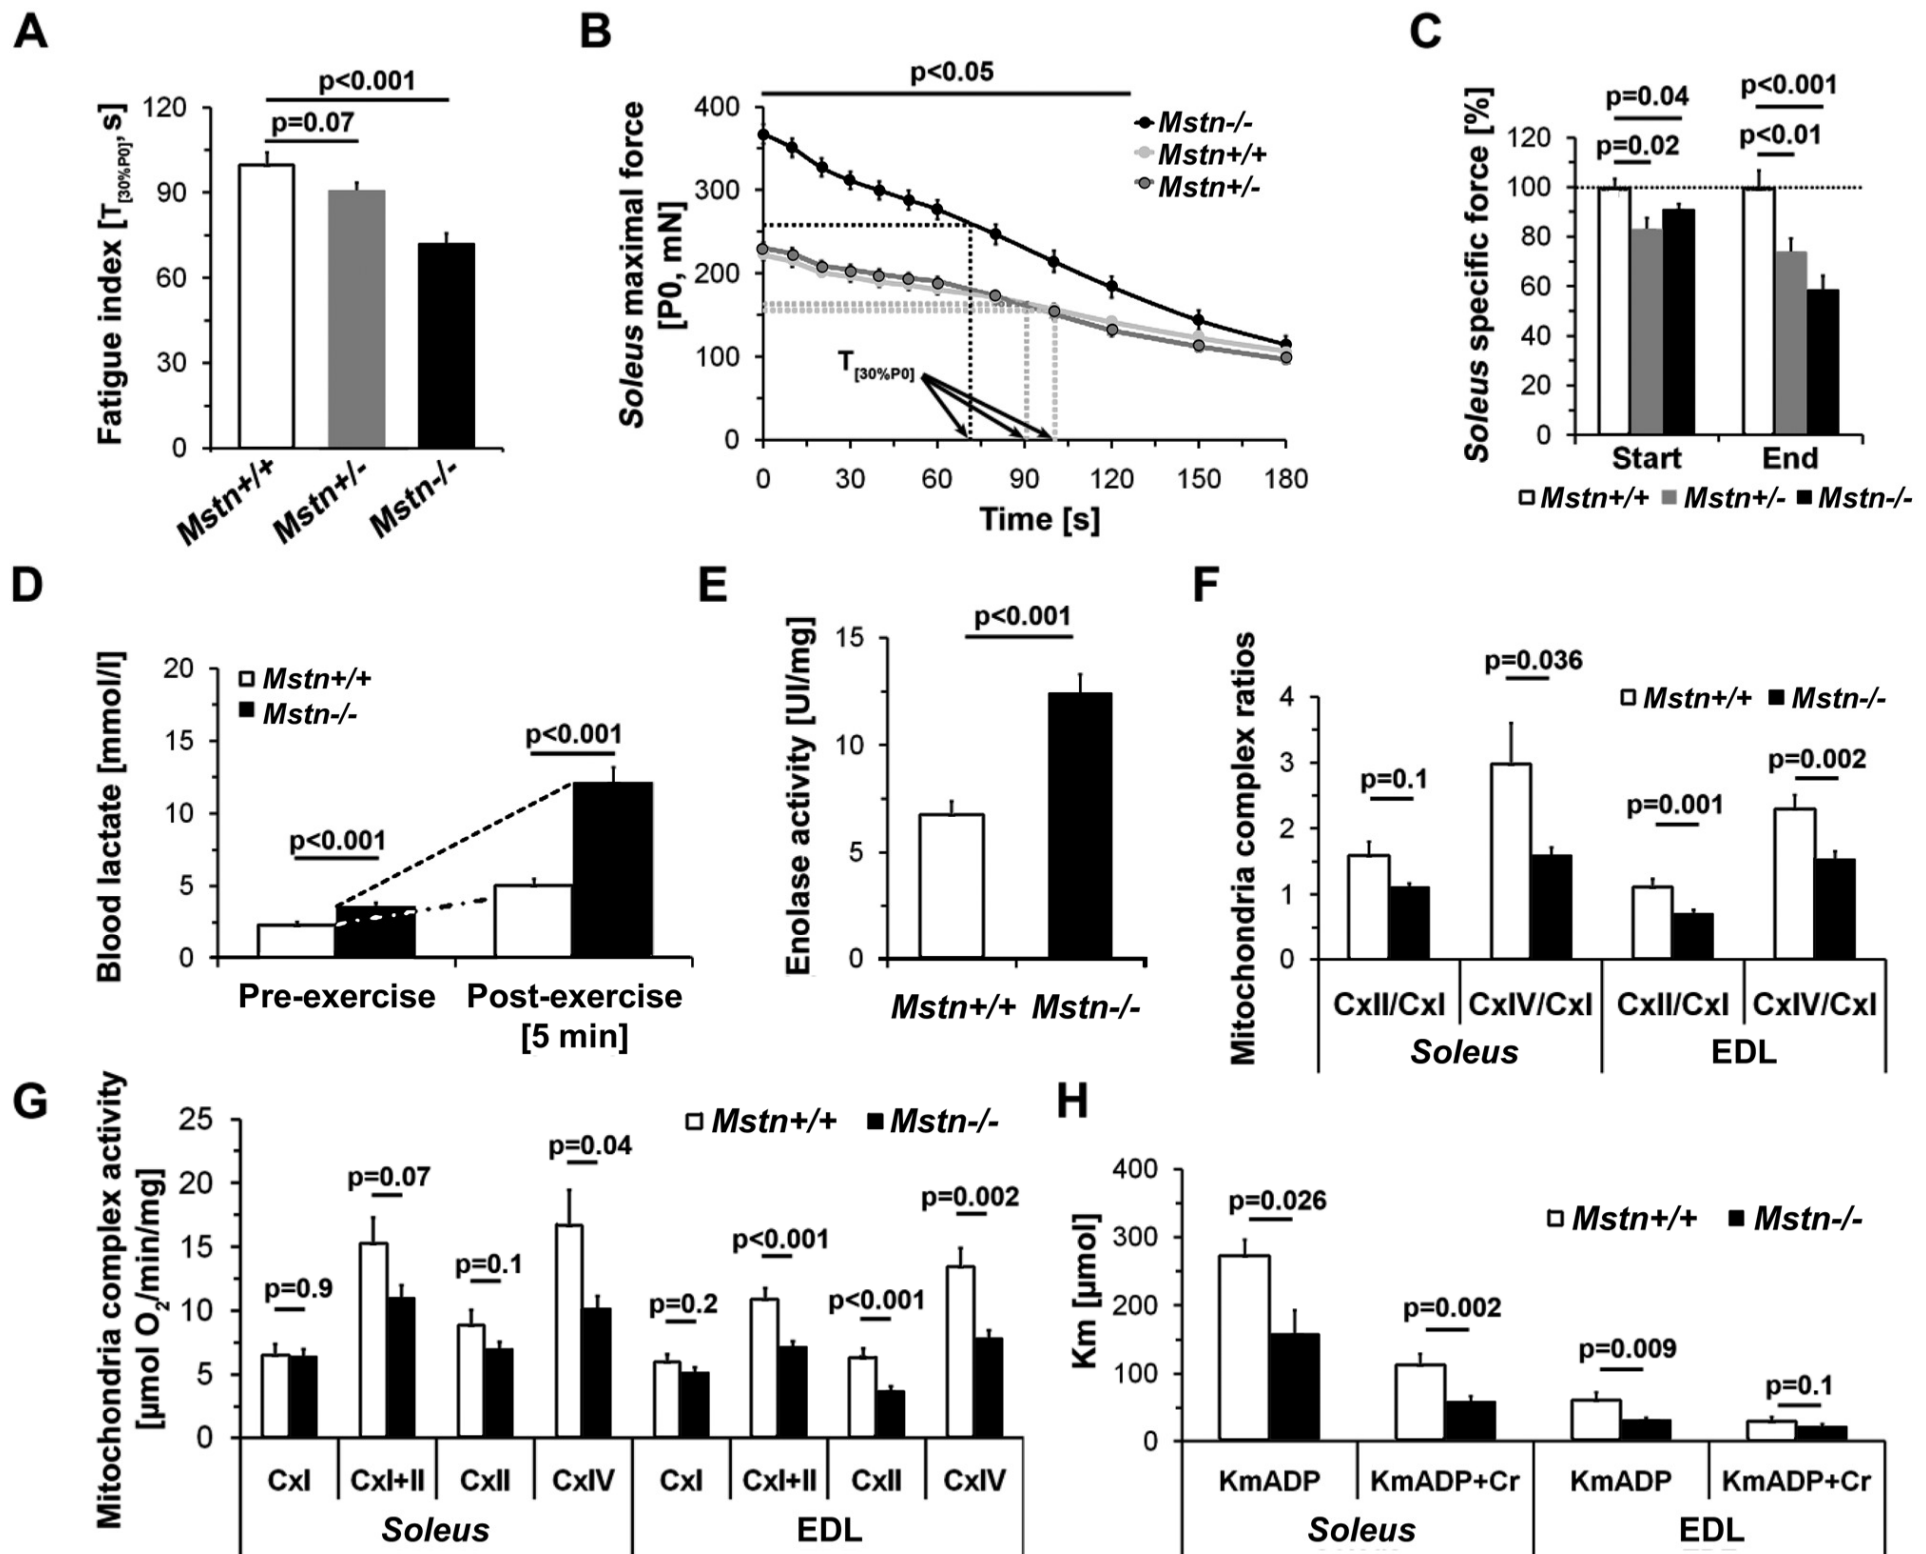 A
Fatigue index [T[30%P0], s]
120
90
60
30
0
p<0.001
p=0.07
Mstn+/+
Mstn+/-
Mstn-/-
B
Soleus maximal force
[P0, mN]
400
300
200
100
0
p<0.05
Mstn-/-
Mstn+/+
Mstn+/-
T[30%P0]
0 30 60 90 120 150 180
Time [s]
C
Soleus specific force [%]
120
100
80
60
40
20
0
p=0.04
p=0.02
p<0.001
p<0.01
Start End
Mstn+/+ Mstn+/- Mstn-/-
D
Blood lactate [mmol/l]
20
15
10
5
0
Mstn+/+
Mstn-/-
p<0.001
p<0.001
Pre-exercise Post-exercise
[5 min]
E
Enolase activity [UI/mg]
15
10
5
0
p<0.001
Mstn+/+ Mstn-/-
F
Mitochondria complex ratios
4
3
2
1
0
Mstn+/+ Mstn-/-
p=0.1
p=0.036
p=0.001
p=0.002
CxII/CxI CxIV/CxI CxII/CxI CxIV/CxI
Soleus EDL
G
Mitochondria complex activity
[µmol O2/min/mg]
25
20
15
10
5
0
Mstn+/+ Mstn-/-
p=0.9
p=0.07
p=0.1
p=0.04
p=0.2
p<0.001
p<0.001
p=0.002
CxI CxI+II CxII CxIV CxI CxI+II CxII CxIV
Soleus EDL
H
Km [µmol]
400
300
200
100
0
Mstn+/+ Mstn-/-
p=0.026
p=0.002
p=0.009
p=0.1
KmADP KmADP+Cr KmADP KmADP+Cr
Soleus EDL